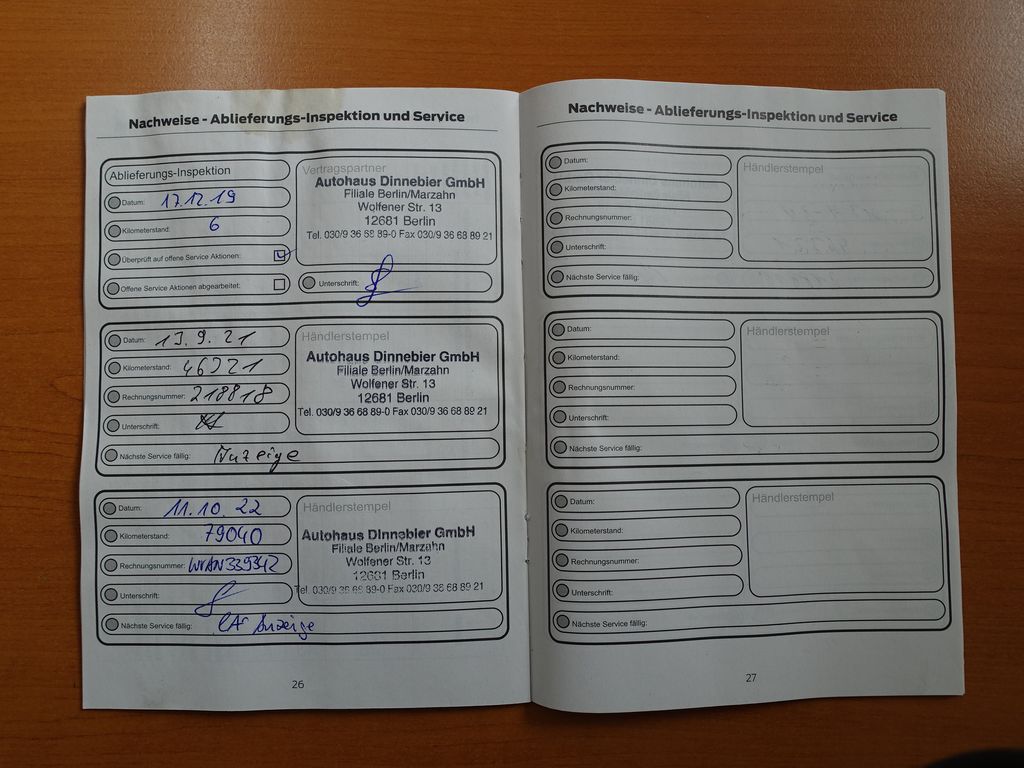 Nachweise - Ablieferungs-Inspektion und Service
Ablieferungs-Inspektion
Datum: 17.12.19
Kilometerstand: 6
Überprüft auf offene Service Aktionen:
Offene Service Aktionen abgearbeitet:
Vertragspartner
Autohaus Dinnebier GmbH
Filiale Berlin/Marzahn
Wolfener Str. 13
12681 Berlin
Tel. 030/9 36 68 89-0 Fax 030/9 36 68 89 21
Unterschrift:
Datum: 13.9.21
Kilometerstand: 46321
Rechnungsnummer: 218818
Unterschrift:
Händlerstempel
Autohaus Dinnebier GmbH
Filiale Berlin/Marzahn
Wolfener Str. 13
12681 Berlin
Tel. 030/9 36 68 89-0 Fax 030/9 36 68 89 21
Nächste Service fällig: Anzeige
Datum: 11.10.22
Kilometerstand: 79040
Rechnungsnummer: WVAN339342
Unterschrift:
Händlerstempel
Autohaus Dinnebier GmbH
Filiale Berlin/Marzahn
Wolfener Str. 13
12681 Berlin
Tel. 030/9 36 68 89-0 Fax 030/9 36 68 89 21
Nächste Service fällig: Anzeige
26
Nachweise - Ablieferungs-Inspektion und Service
Datum:
Kilometerstand:
Rechnungsnummer:
Unterschrift:
Händlerstempel
Nächste Service fällig:
Datum:
Kilometerstand:
Rechnungsnummer:
Unterschrift:
Händlerstempel
Nächste Service fällig:
Datum:
Kilometerstand:
Rechnungsnummer:
Unterschrift:
Händlerstempel
Nächste Service fällig:
27